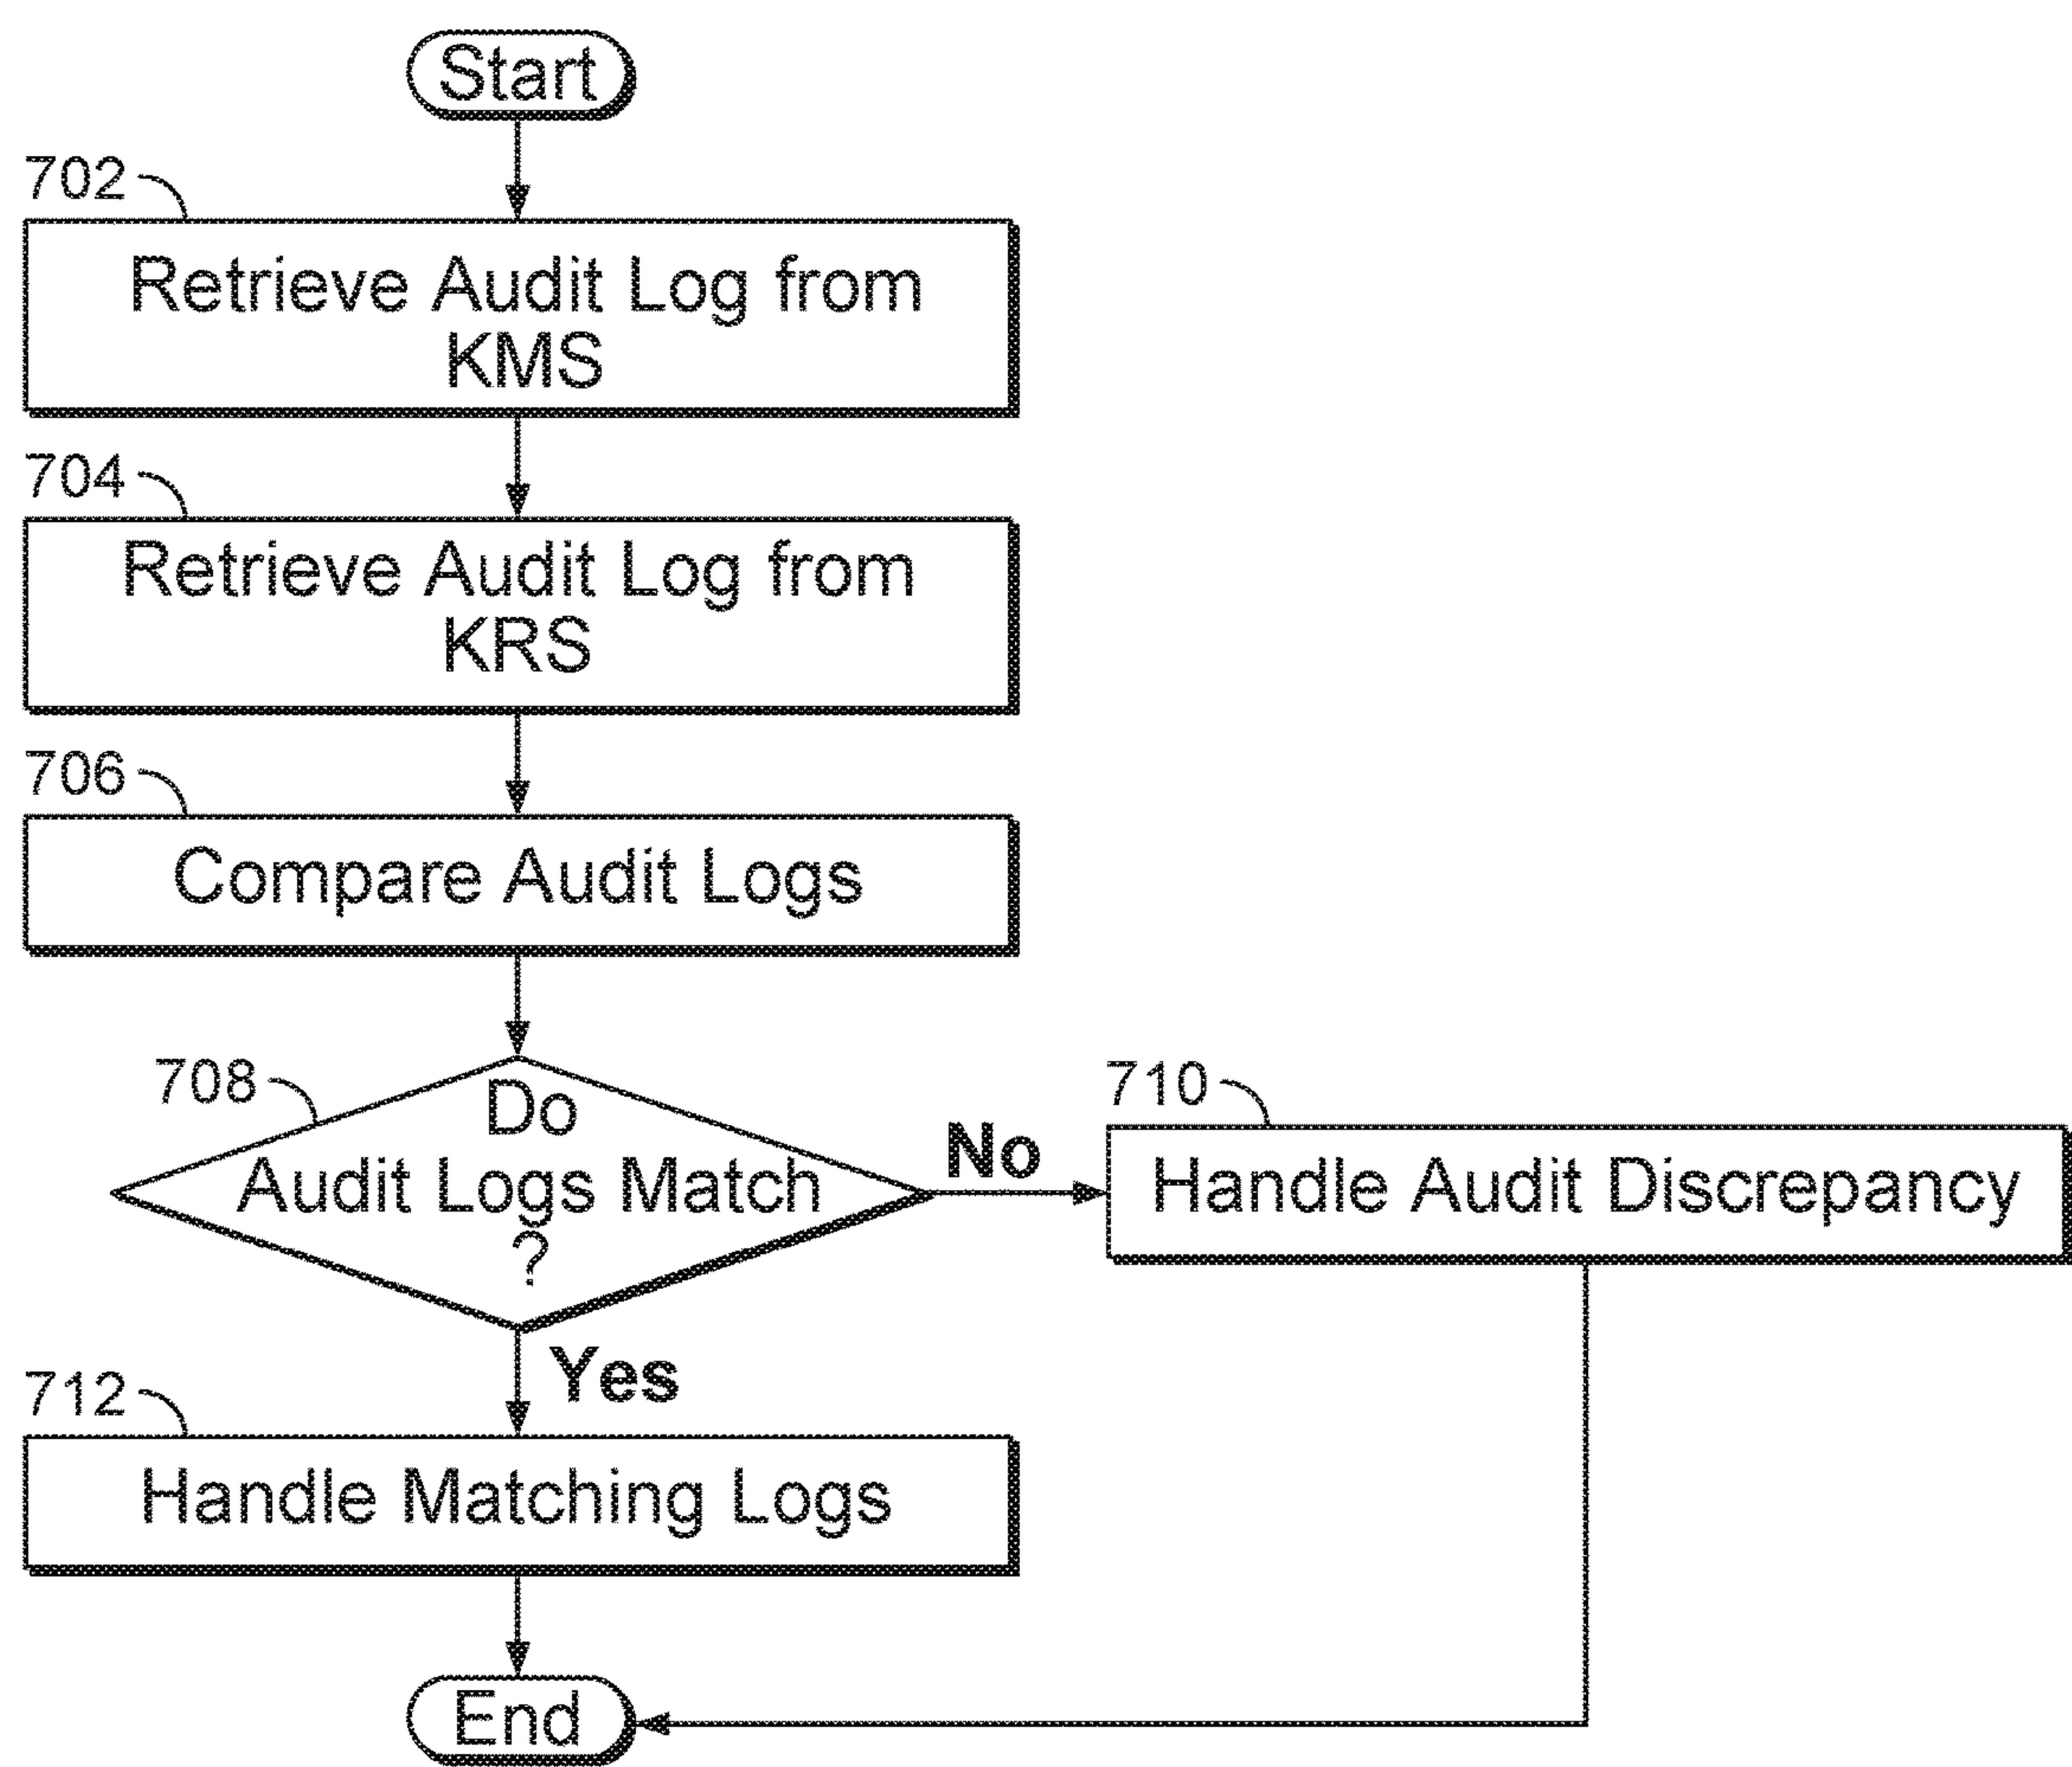 Start
702
Retrieve Audit Log from
KMS
704
Retrieve Audit Log from
KRS
706
Compare Audit Logs
708
Do
Audit Logs Match
?
No
710
Handle Audit Discrepancy
Yes
712
Handle Matching Logs
End